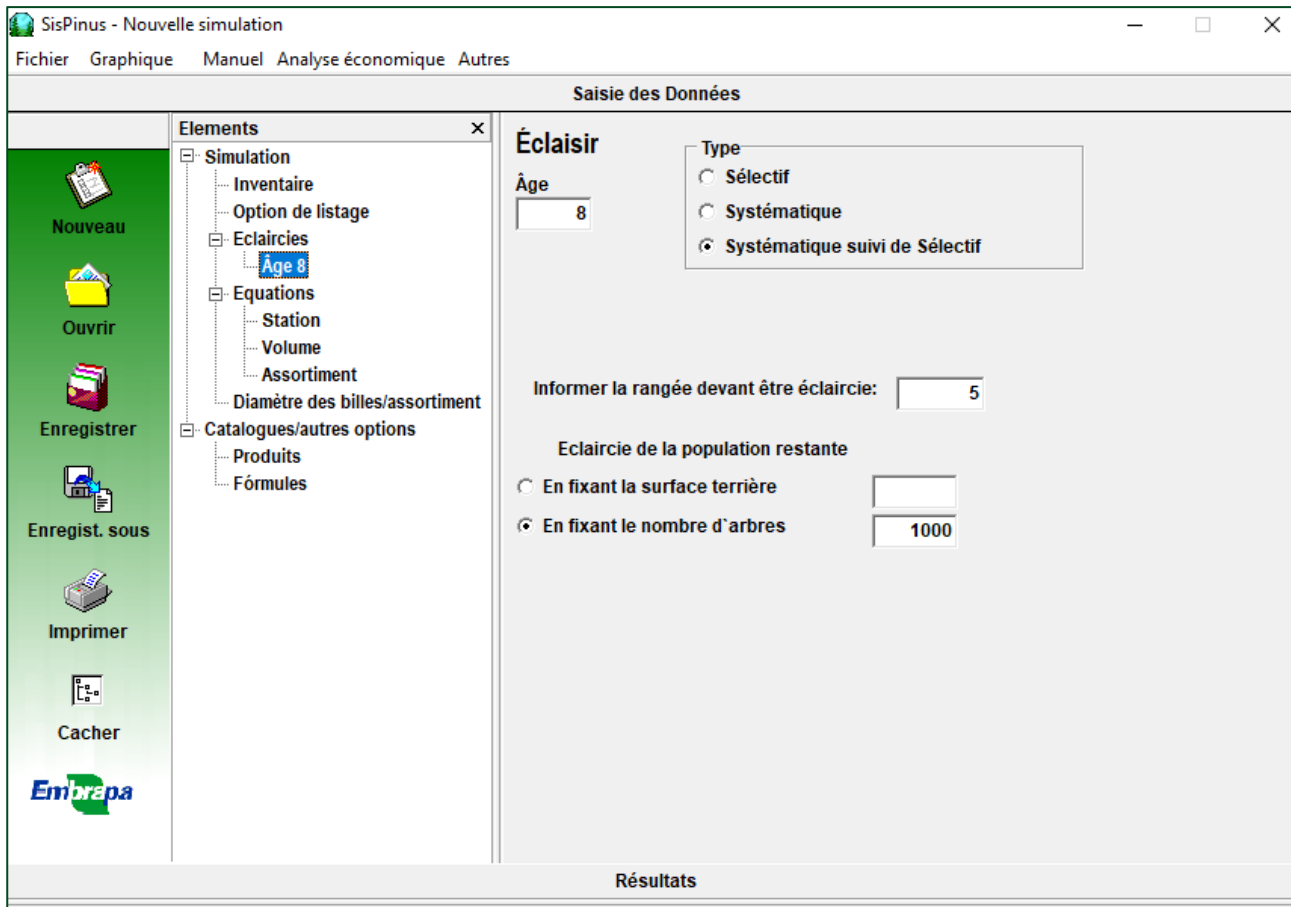 SisPinus - Nouvelle simulation
Fichier Graphique Manuel Analyse économique Autres
Saisie des Données
Nouveau
Ouvrir
Enregistrer
Enregist. sous
Imprimer
Cacher
Embrapa
Elements
Simulation
Inventaire
Option de listage
Eclaircies
Âge 8
Equations
Station
Volume
Assortiment
Diamètre des billes/assortiment
Catalogues/autres options
Produits
Fórmules
Éclaisir
Âge
8
Type
Sélectif
Systématique
Systématique suivi de Sélectif
Informer la rangée devant être éclaircie: 5
Eclaircie de la population restante
En fixant la surface terrière
En fixant le nombre d`arbres 1000
Résultats